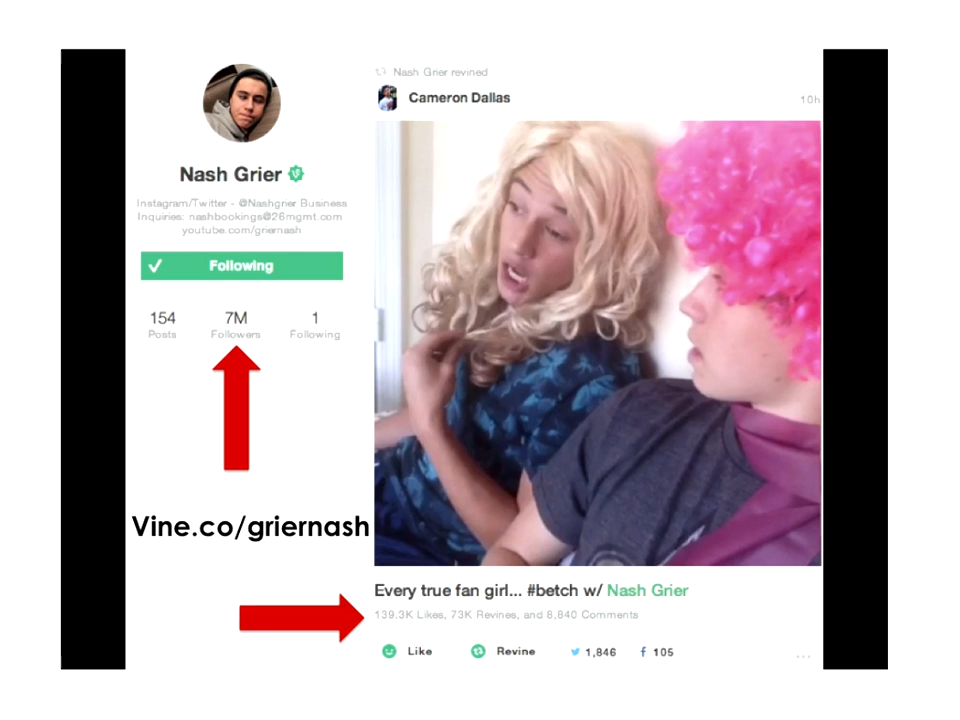 Nash Grier revined
Cameron Dallas
10h
Nash Grier
Instagram/Twitter - @Nashgrier Business
Inquiries: nashbookings@26mgmt.com
youtube.com/griernash
Following
154 7M 1
Posts Followers Following
Vine.co/griernash
Every true fan girl... #betch w/ Nash Grier
139.3K Likes, 73K Revines, and 8,840 Comments
Like Revine 1,846 f 105
...